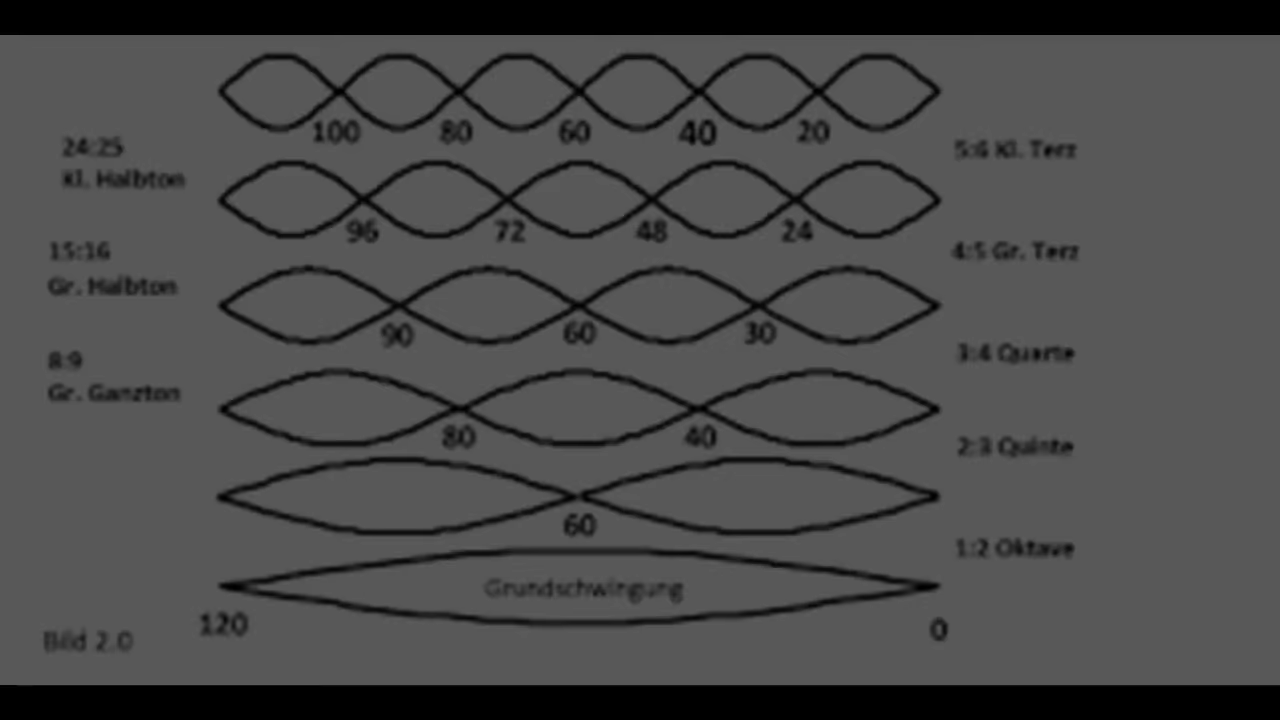 100 80 60 40 20
24:25
Kl. Halbton
5:6 Kl. Terz
96 72 48 24
15:16
Gr. Halbton
4:5 Gr. Terz
90 60 30
8:9
Gr. Ganzton
3:4 Quarte
80 40
2:3 Quinte
60
1:2 Oktave
Grundschwingung
120 0
Bild 2.0